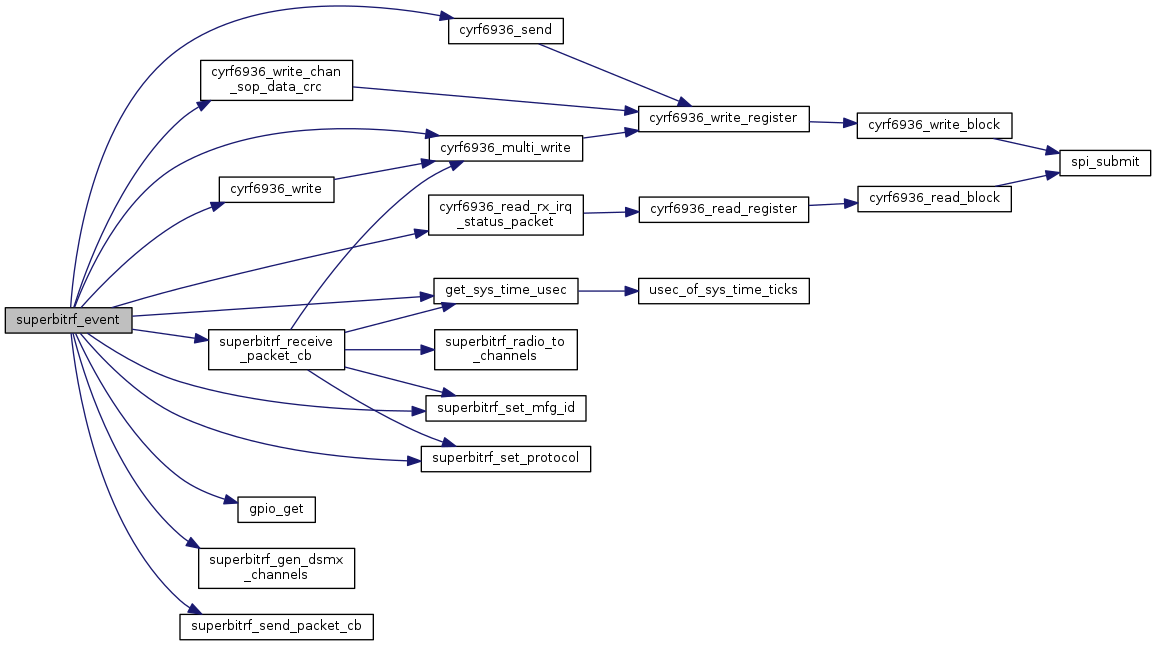 superbitrf_event
cyrf6936_send
cyrf6936_write_chan
_sop_data_crc
cyrf6936_multi_write
cyrf6936_write
cyrf6936_read_rx_irq
_status_packet
get_sys_time_usec
superbitrf_receive
_packet_cb
superbitrf_radio_to
_channels
superbitrf_set_mfg_id
superbitrf_set_protocol
gpio_get
superbitrf_gen_dsmx
_channels
superbitrf_send_packet_cb
cyrf6936_write_register
cyrf6936_read_register
usec_of_sys_time_ticks
cyrf6936_write_block
cyrf6936_read_block
spi_submit